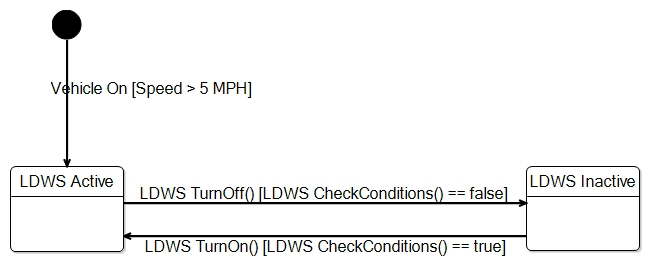 Vehicle On [Speed > 5 MPH]
LDWS Active
LDWS Inactive
LDWS TurnOff() [LDWS CheckConditions() == false]
LDWS TurnOn() [LDWS CheckConditions() == true]